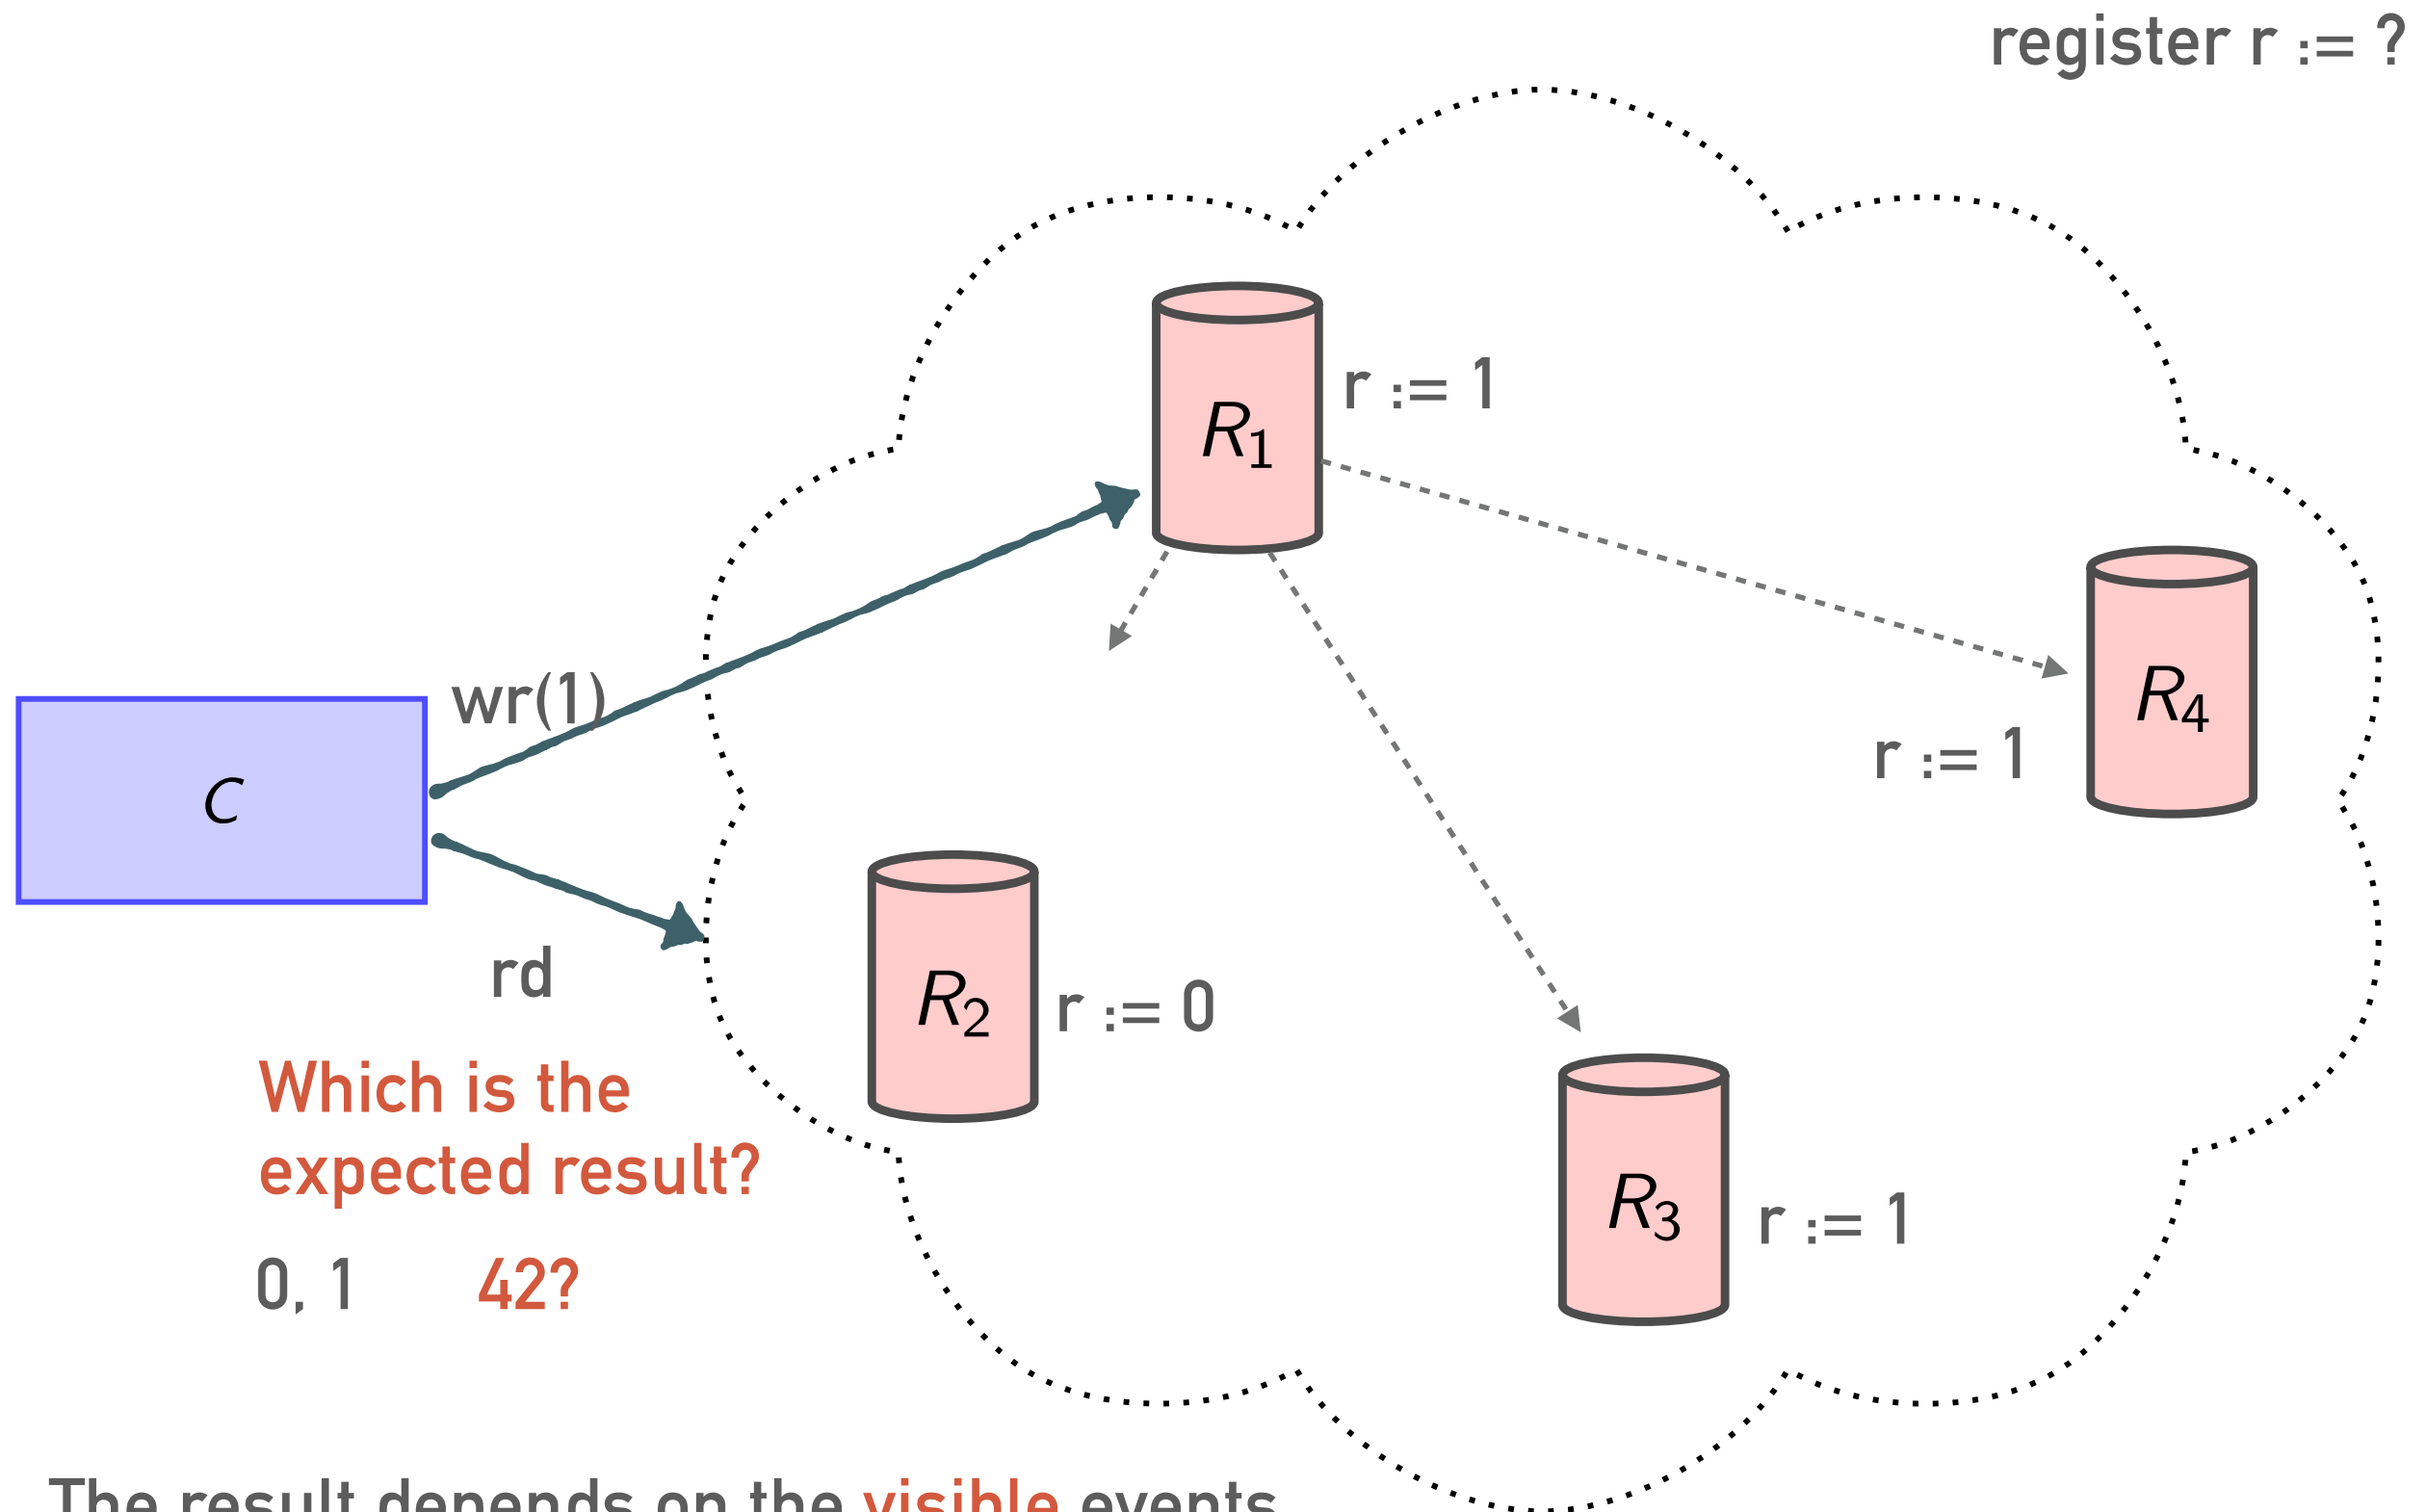 register r := ?
R1
r := 1
wr(1)
R4
r := 1
C
rd
R2
r := 0
Which is the
expected result?
R3
r := 1
0, 1 42?
The result depends on the visible events